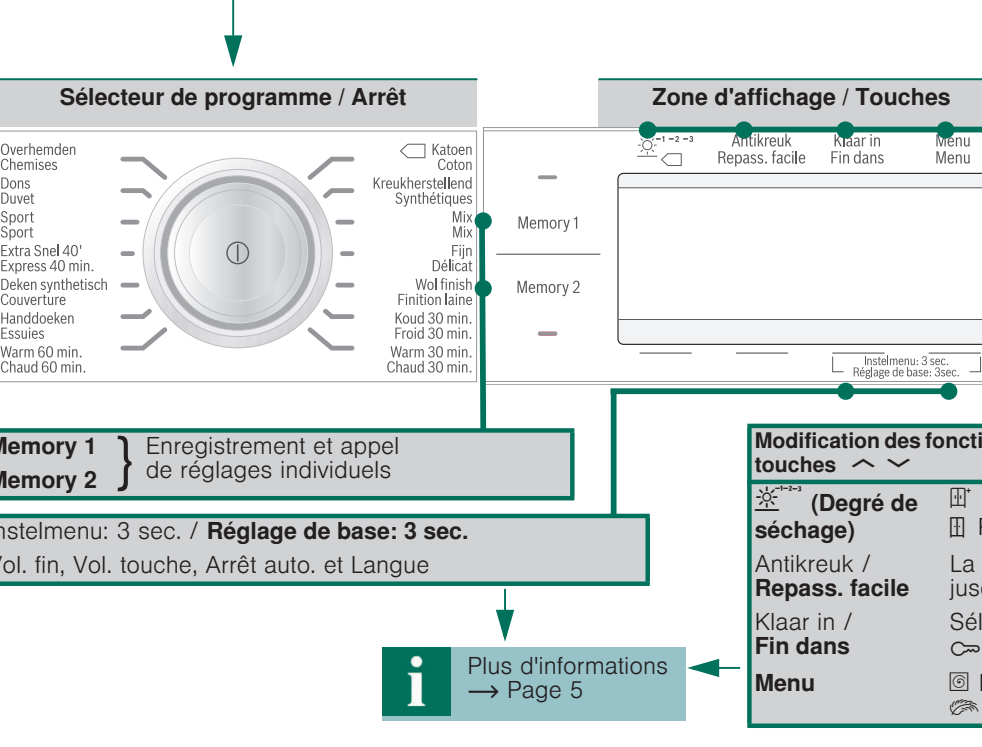 Sélecteur de programme / Arrêt
Zone d'affichage / Touches
Overhemden
Chemises
Dons
Duvet
Sport
Sport
Extra Snel 40'
Express 40 min.
Deken synthetisch
Couverture
Handdoeken
Essuies
Warm 60 min.
Chaud 60 min.
Katoen
Coton
Kreukherstellend
Synthétiques
Mix
Mix
Fijn
Délicat
Wol finish
Finition laine
Koud 30 min.
Froid 30 min.
Warm 30 min.
Chaud 30 min.
Memory 1
Memory 2
-1 -2 -3
Antikreuk
Repass. facile
Klaar in
Fin dans
Menu
Menu
Instelmenu: 3 sec.
Réglage de base: 3sec.
Memory 1
Memory 2
Enregistrement et appel
de réglages individuels
Instelmenu: 3 sec. / Réglage de base: 3 sec.
Vol. fin, Vol. touche, Arrêt auto. et Langue
Plus d'informations
→ Page 5
Modification des foncti
touches
-1-2-3 (Degré de
séchage)
Antikreuk /
Repass. facile
La
Klaar in /
Fin dans
Sél
Menu